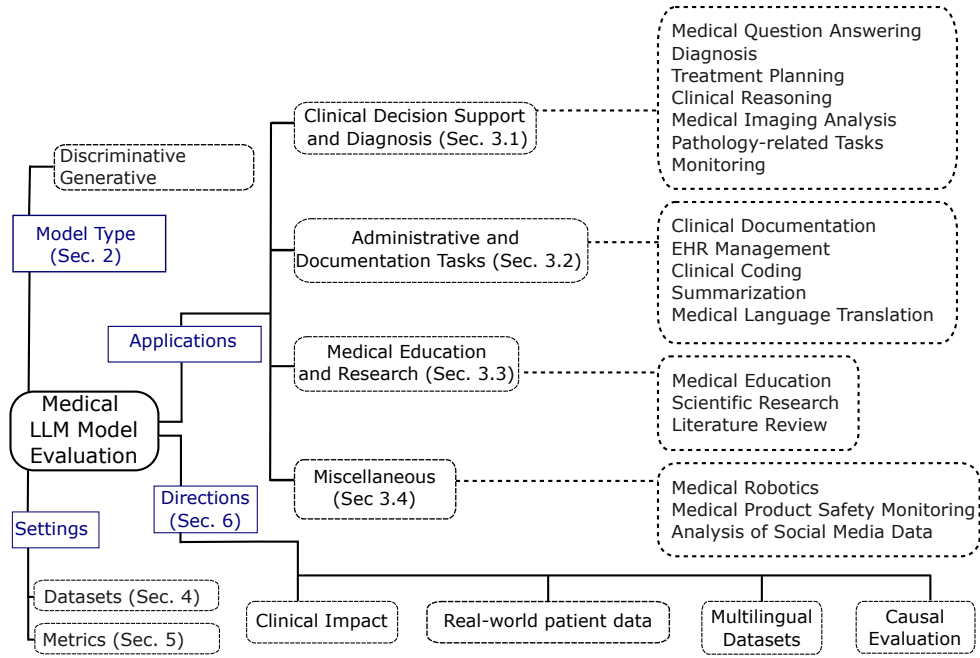 Medical Question Answering
Diagnosis
Treatment Planning
Clinical Reasoning
Medical Imaging Analysis
Pathology-related Tasks
Monitoring
Clinical Decision Support
and Diagnosis (Sec. 3.1)
Discriminative
Generative
Model Type
(Sec. 2)
Administrative and
Documentation Tasks (Sec. 3.2)
Clinical Documentation
EHR Management
Clinical Coding
Summarization
Medical Language Translation
Applications
Medical Education
and Research (Sec. 3.3)
Medical Education
Scientific Research
Literature Review
Medical
LLM Model
Evaluation
Miscellaneous
(Sec 3.4)
Medical Robotics
Medical Product Safety Monitoring
Analysis of Social Media Data
Directions
(Sec. 6)
Settings
Datasets (Sec. 4)
Metrics (Sec. 5)
Clinical Impact
Real-world patient data
Multilingual
Datasets
Causal
Evaluation